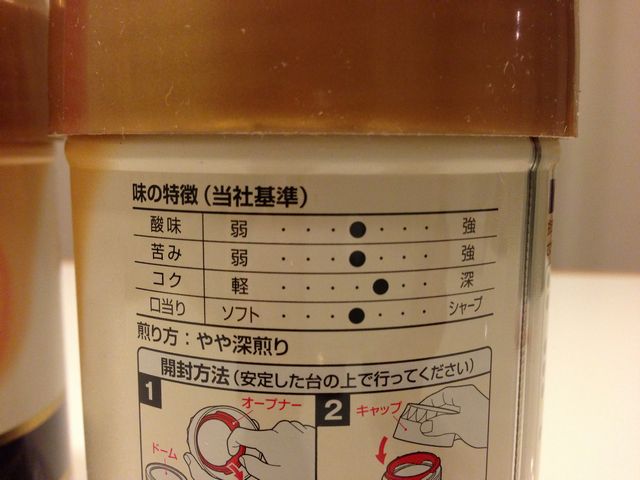 味の特徴(当社基準)
酸味 弱 ・・・●・・・ 強
苦み 弱 ・・・●・・・ 強
コク 軽 ・・・・●・・ 深
口当り ソフト ・・・●・・・ シャープ
煎り方：やや深煎り
開封方法(安定した台の上で行ってください)
1 オープナー 2 キャップ
ドーム